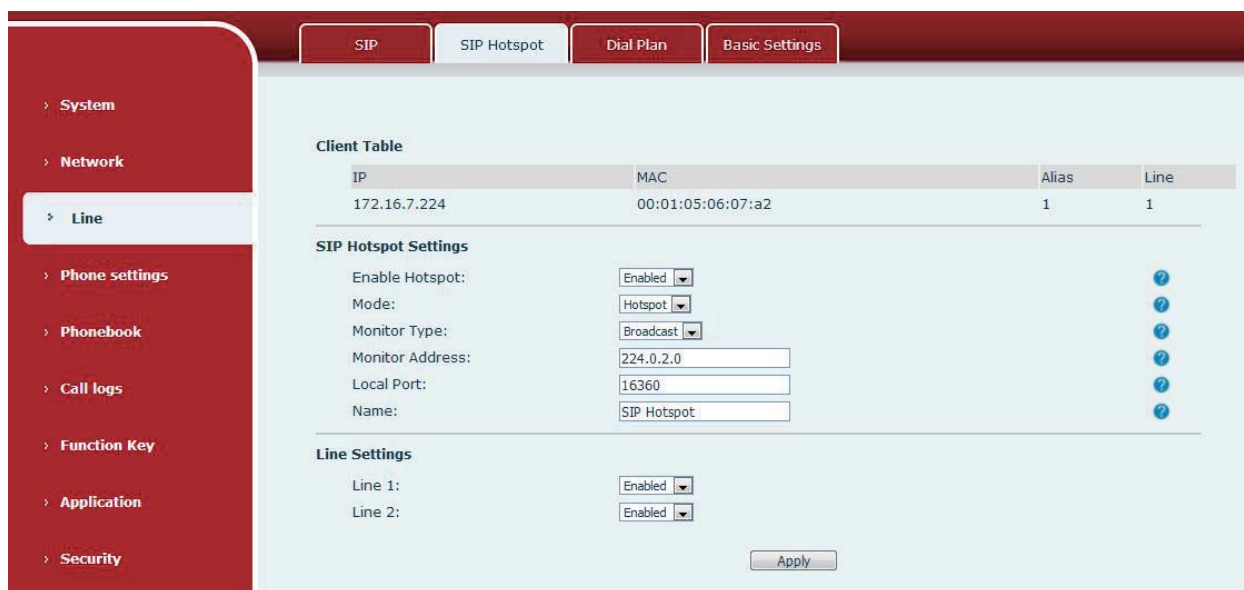 SIP
SIP Hotspot
Dial Plan
Basic Settings
› System
› Network
› Line
› Phone settings
› Phonebook
› Call logs
› Function Key
› Application
› Security
Client Table
IP MAC Alias Line
172.16.7.224 00:01:05:06:07:a2 1 1
SIP Hotspot Settings
Enable Hotspot: Enabled
Mode: Hotspot
Monitor Type: Broadcast
Monitor Address: 224.0.2.0
Local Port: 16360
Name: SIP Hotspot
Line Settings
Line 1: Enabled
Line 2: Enabled
Apply